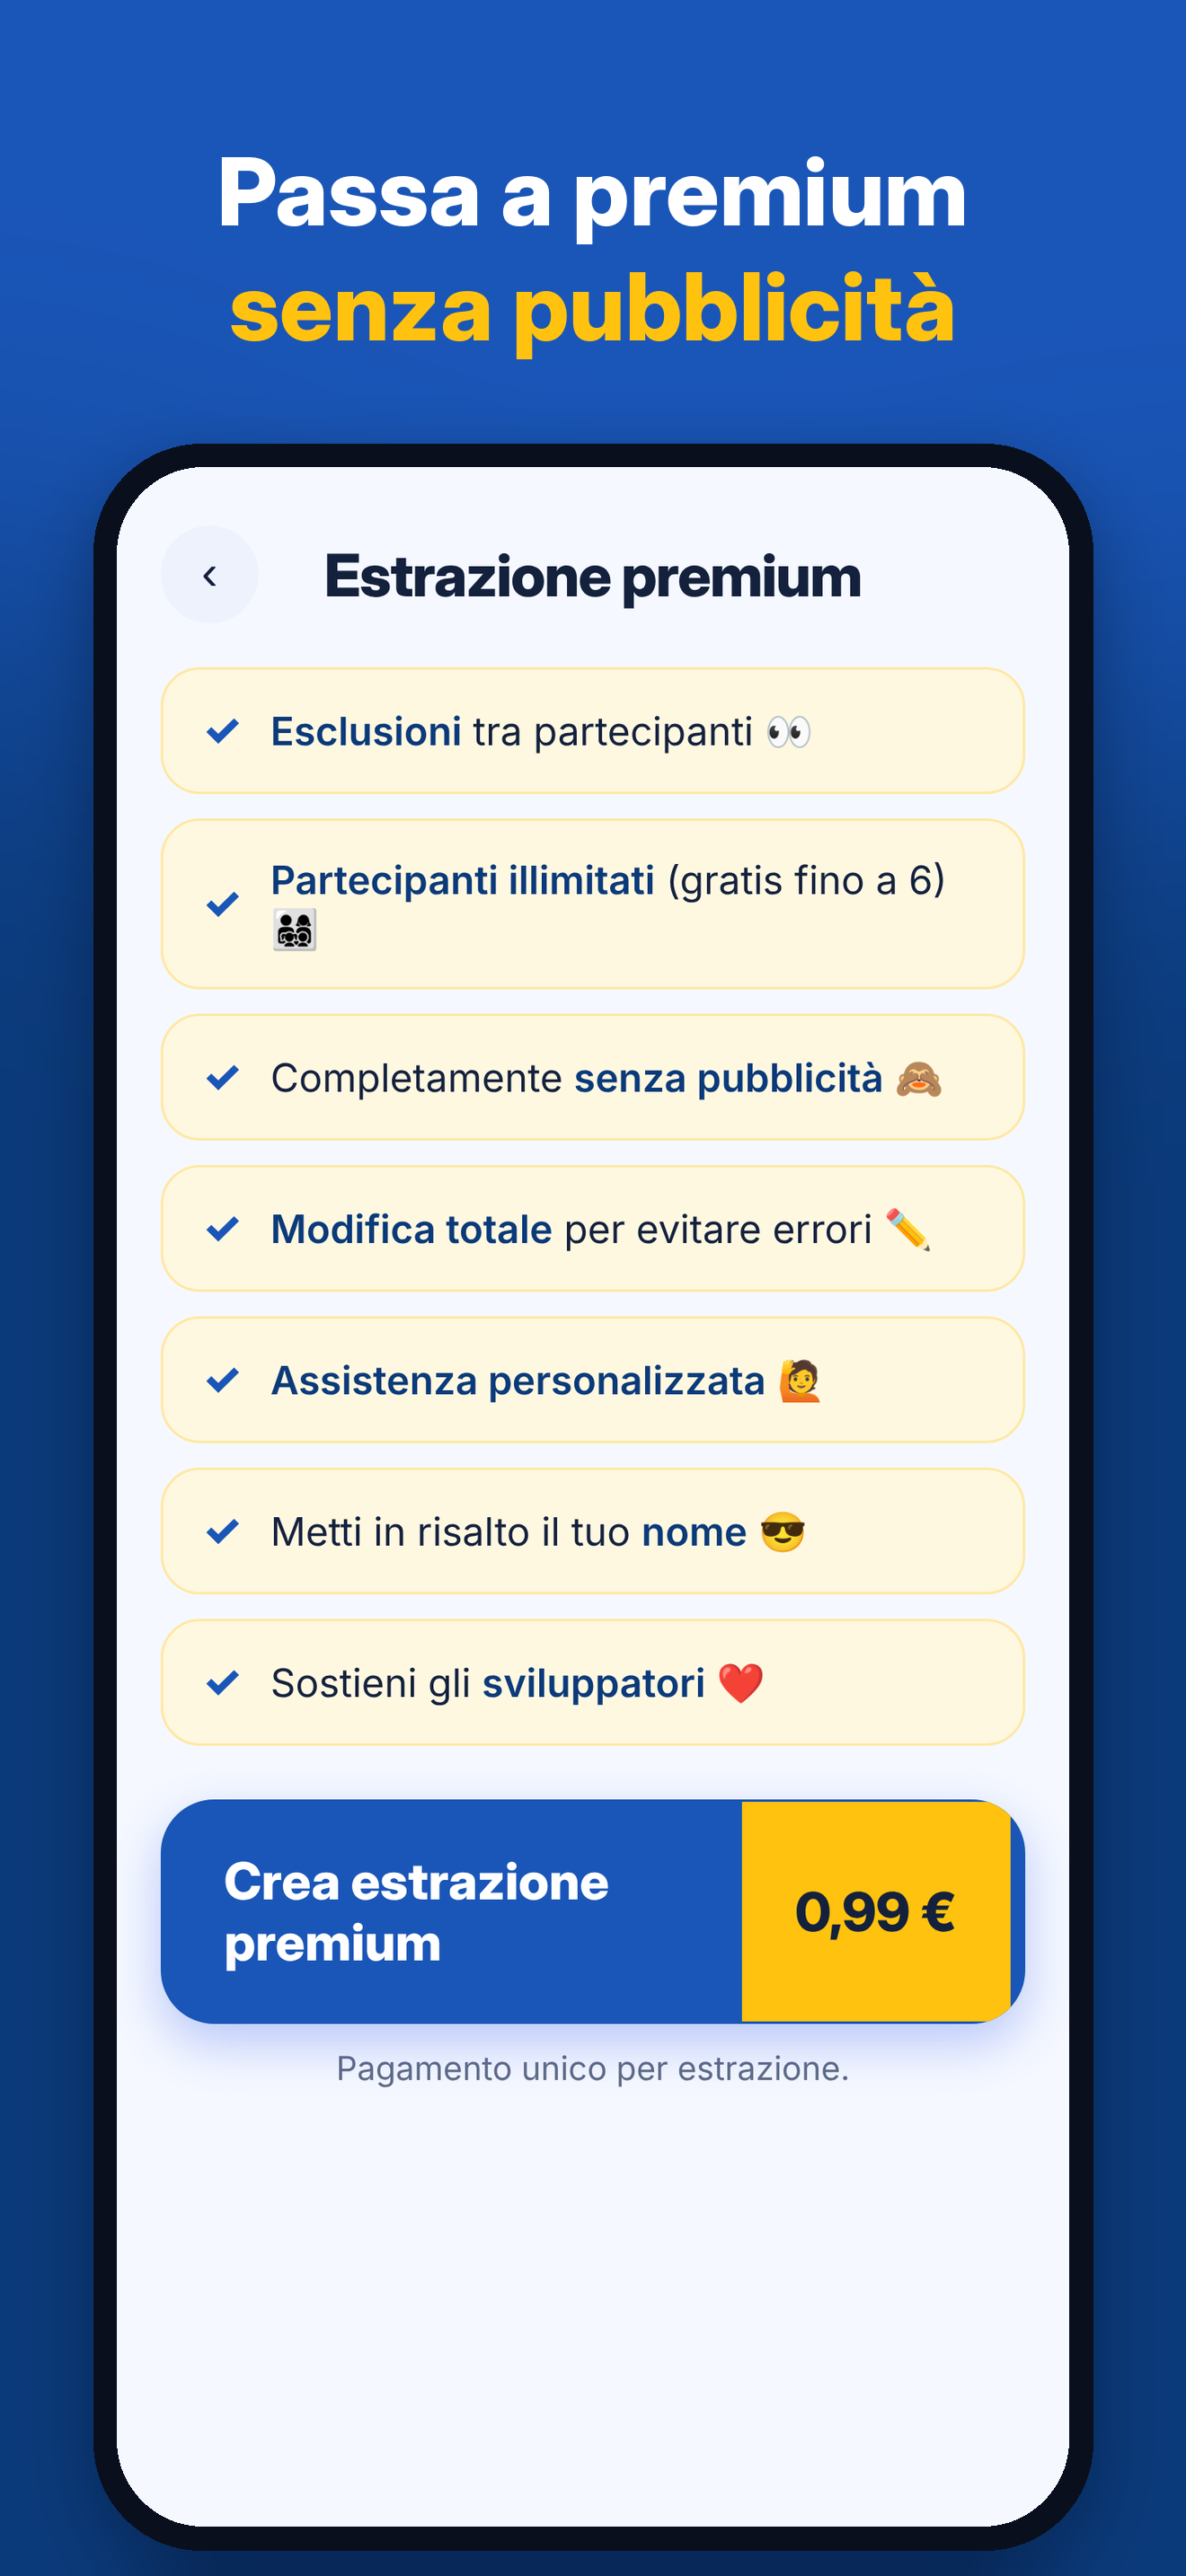 Passa a premium
senza pubblicità
Estrazione premium
Esclusioni tra partecipanti 👀
Partecipanti illimitati (gratis fino a 6)
👨‍👩‍👧‍👦
Completamente senza pubblicità 🙈
Modifica totale per evitare errori ✏️
Assistenza personalizzata 🙋
Metti in risalto il tuo nome 😎
Sostieni gli sviluppatori ❤️
Crea estrazione
premium
0,99 €
Pagamento unico per estrazione.